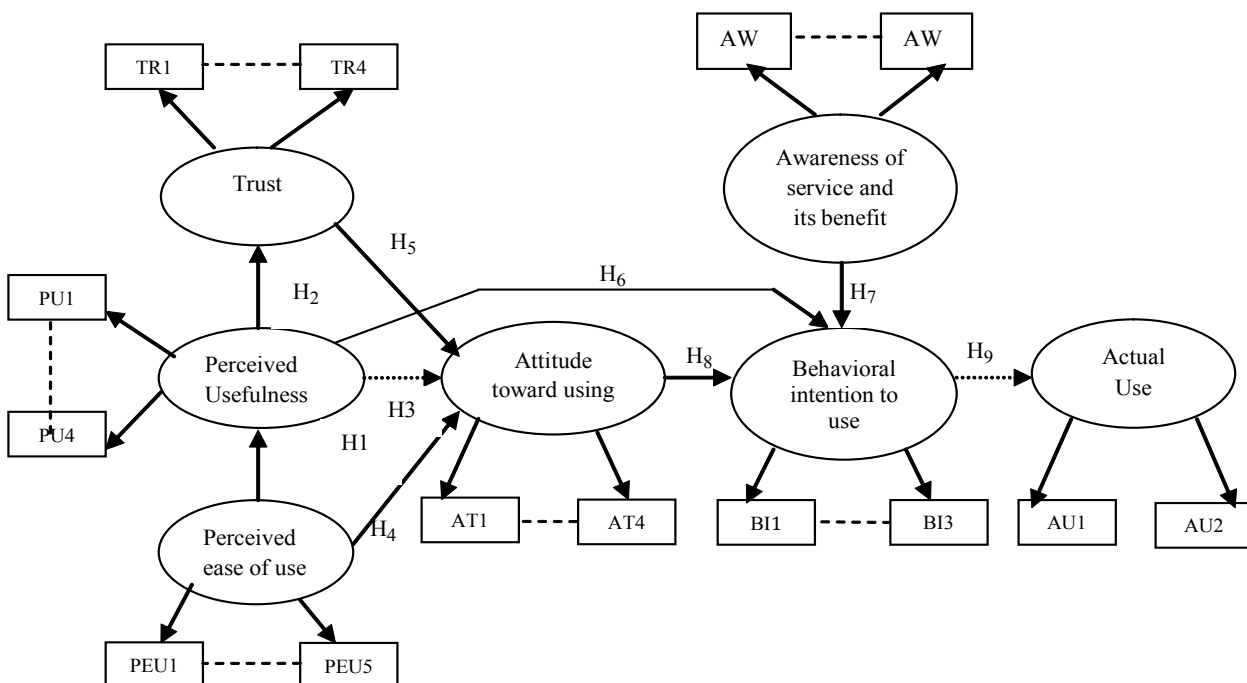 AW
AW
TR1
TR4
Awareness of
service and
its benefit
Trust
H5
H6
H7
H2
PU1
Perceived
Usefulness
Attitude
toward using
H8
Behavioral
intention to
use
H9
Actual
Use
H3
H1
PU4
H4
AT1
AT4
BI1
BI3
AU1
AU2
Perceived
ease of use
PEU1
PEU5